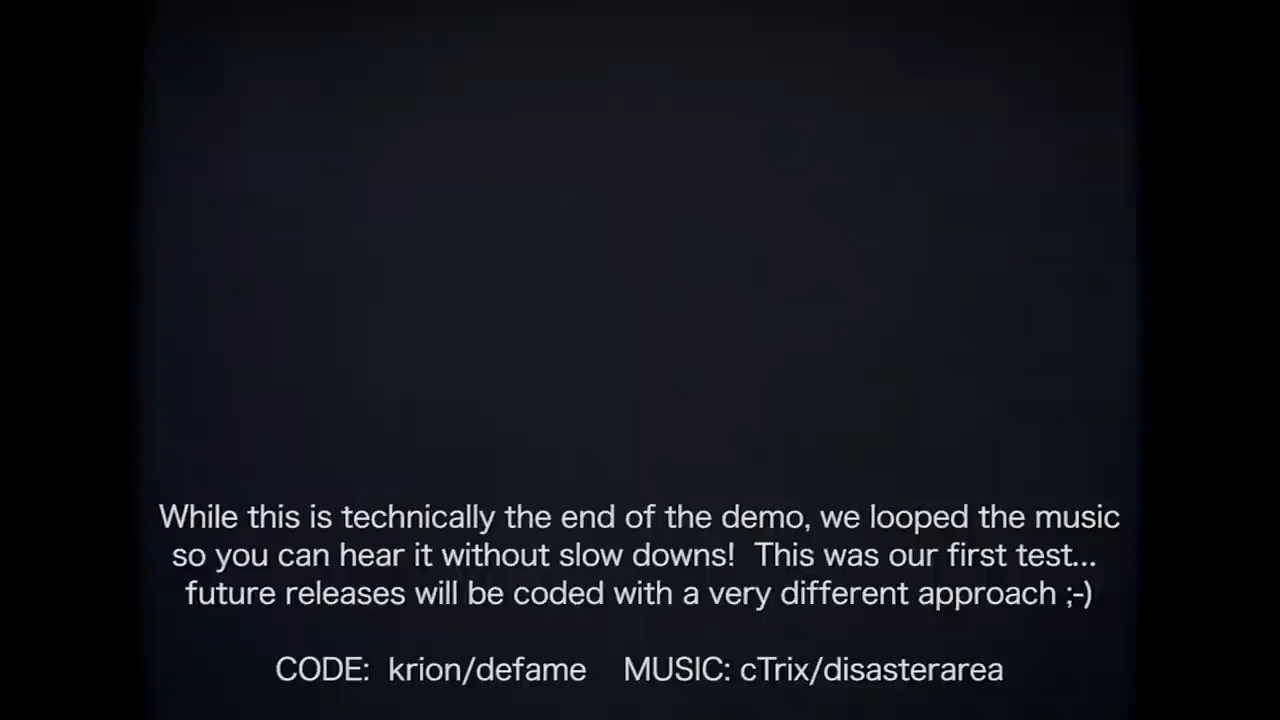 While this is technically the end of the demo, we looped the music
so you can hear it without slow downs!  This was our first test...
future releases will be coded with a very different approach ;-)
CODE:  krion/defame    MUSIC: cTrix/disasterarea